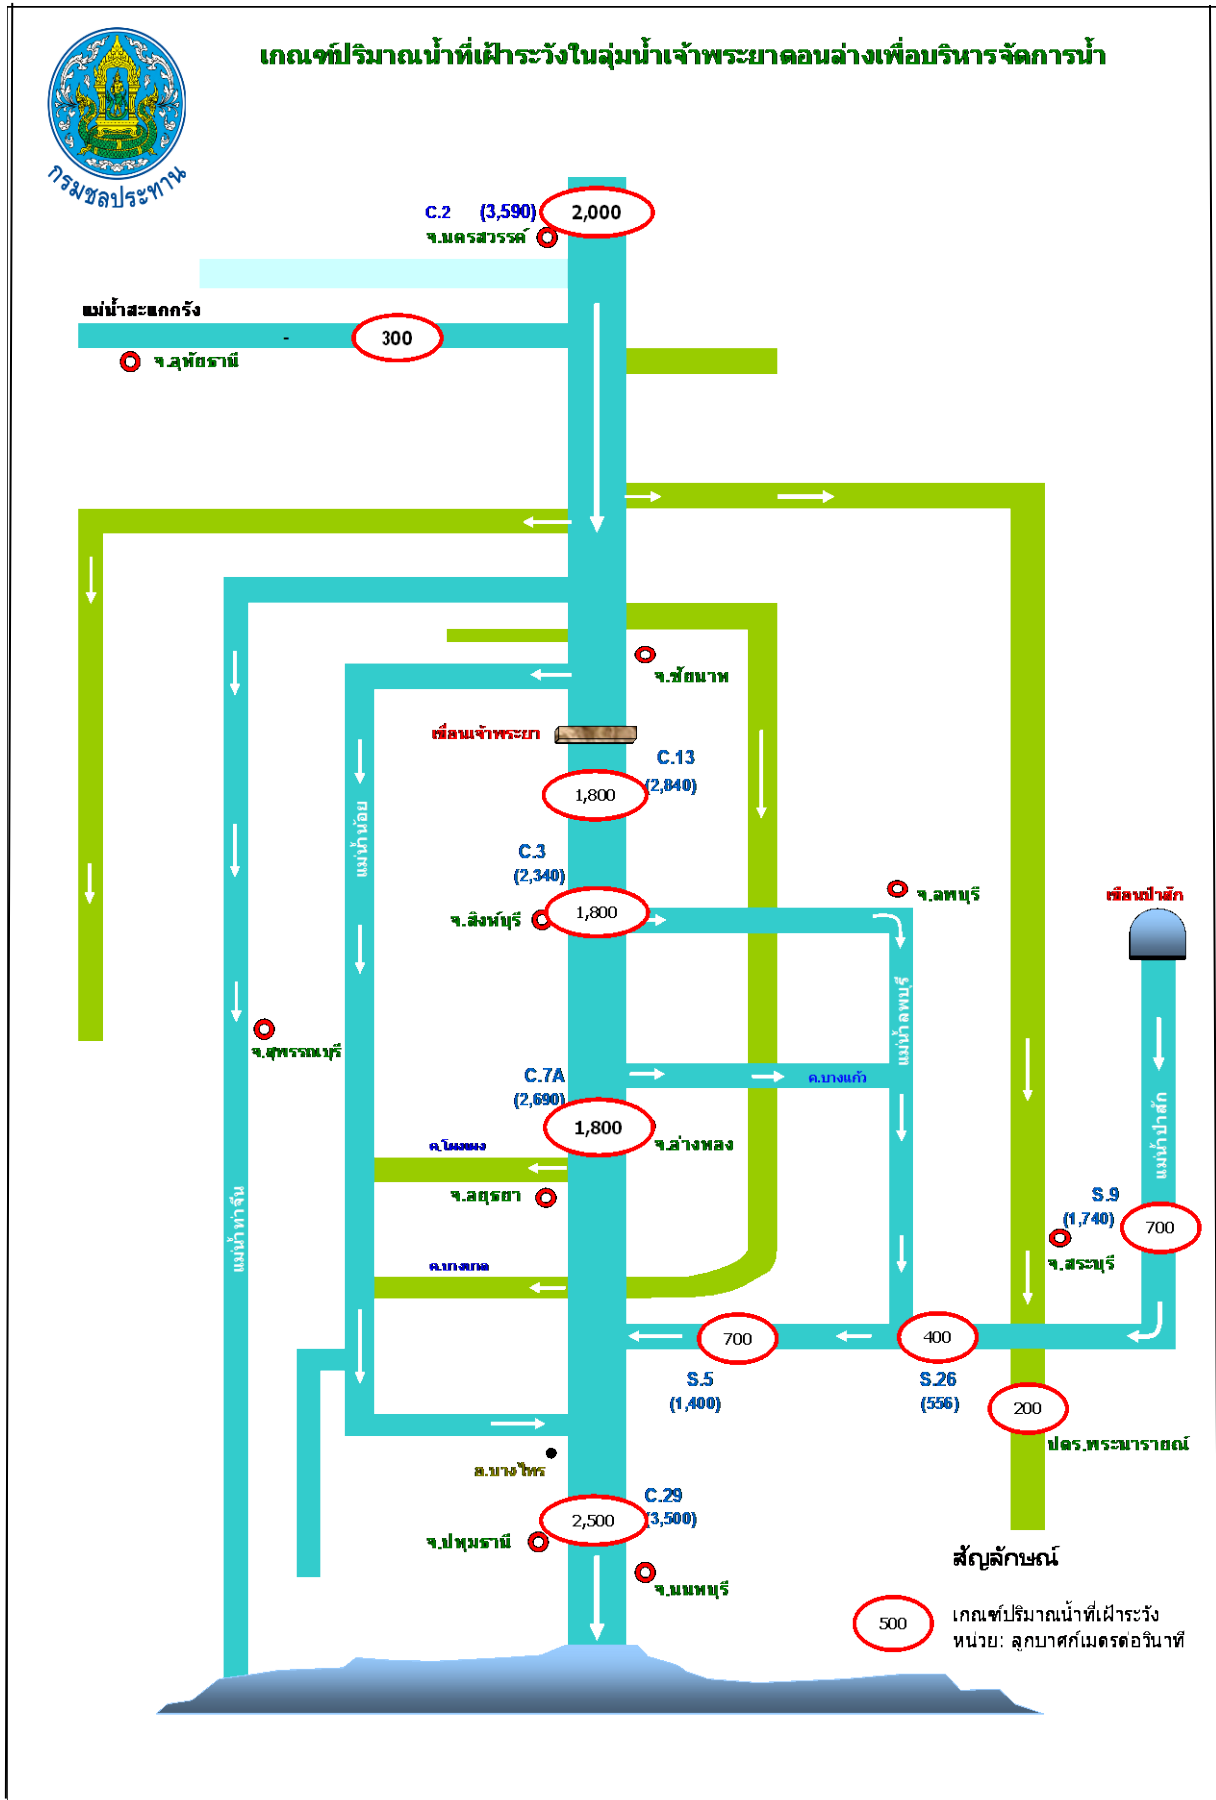 เกณฑ์ปริมาณน้ำที่เฝ้าระวังในลุ่มน้ำเจ้าพระยาตอนล่างเพื่อบริหารจัดการน้ำ
กรมชลประทาน
C.2 (3,590) 2,000
จ.นครสวรรค์
แม่น้ำสะแกกรัง
- 300
จ.อุทัยธานี
จ.ชัยนาท
เขื่อนเจ้าพระยา
C.13
(2,840)
1,800
แม่น้ำน้อย
C.3
(2,340)
1,800
จ.สิงห์บุรี
จ.ลพบุรี
เขื่อนป่าสัก
แม่น้ำลพบุรี
จ.สุพรรณบุรี
C.7A
(2,690)
ค.บางแก้ว
1,800
จ.อ่างทอง
แม่น้ำป่าสัก
ค.โผงเผง
จ.อยุธยา
แม่น้ำท่าจีน
S.9
(1,740)
700
จ.สระบุรี
ค.บางบาล
700
400
S.5
(1,400)
S.26
(556)
200
ปตร.พระนารายณ์
อ.บางไทร
C.29
(3,500)
2,500
จ.ปทุมธานี
จ.นนทบุรี
สัญลักษณ์
500
เกณฑ์ปริมาณน้ำที่เฝ้าระวัง
หน่วย: ลูกบาศก์เมตรต่อวินาที